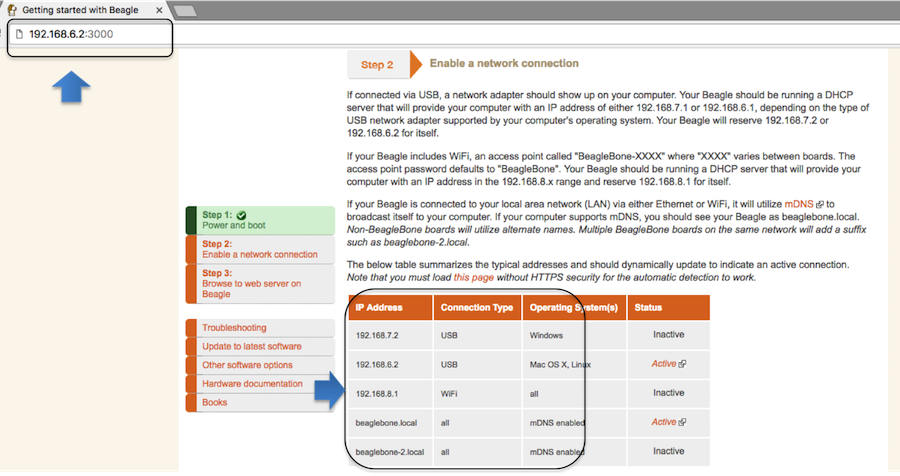 Getting started with Beagle
192.168.6.2:3000
Step 2
Enable a network connection
If connected via USB, a network adapter should show up on your computer. Your Beagle should be running a DHCP
server that will provide your computer with an IP address of either 192.168.7.1 or 192.168.6.1, depending on the type of
USB network adapter supported by your computer's operating system. Your Beagle will reserve 192.168.7.2 or
192.168.6.2 for itself.
If your Beagle includes WiFi, an access point called "BeagleBone-XXXX" where "XXXX" varies between boards. The
access point password defaults to "BeagleBone". Your Beagle should be running a DHCP server that will provide your
computer with an IP address in the 192.168.8.x range and reserve 192.168.8.1 for itself.
If your Beagle is connected to your local area network (LAN) via either Ethernet or WiFi, it will utilize mDNS to
broadcast itself to your computer. If your computer supports mDNS, you should see your Beagle as beaglebone.local.
Non-BeagleBone boards will utilize alternate names. Multiple BeagleBone boards on the same network will add a suffix
such as beaglebone-2.local.
The below table summarizes the typical addresses and should dynamically update to indicate an active connection.
Note that you must load this page without HTTPS security for the automatic detection to work.
Step 1:
Power and boot
Step 2:
Enable a network connection
Step 3:
Browse to web server on
Beagle
Troubleshooting
Update to latest software
Other software options
Hardware documentation
Books
IP Address Connection Type Operating System(s) Status
192.168.7.2 USB Windows Inactive
192.168.6.2 USB Mac OS X, Linux Active
192.168.8.1 WiFi all Inactive
beaglebone.local all mDNS enabled Active
beaglebone-2.local all mDNS enabled Inactive